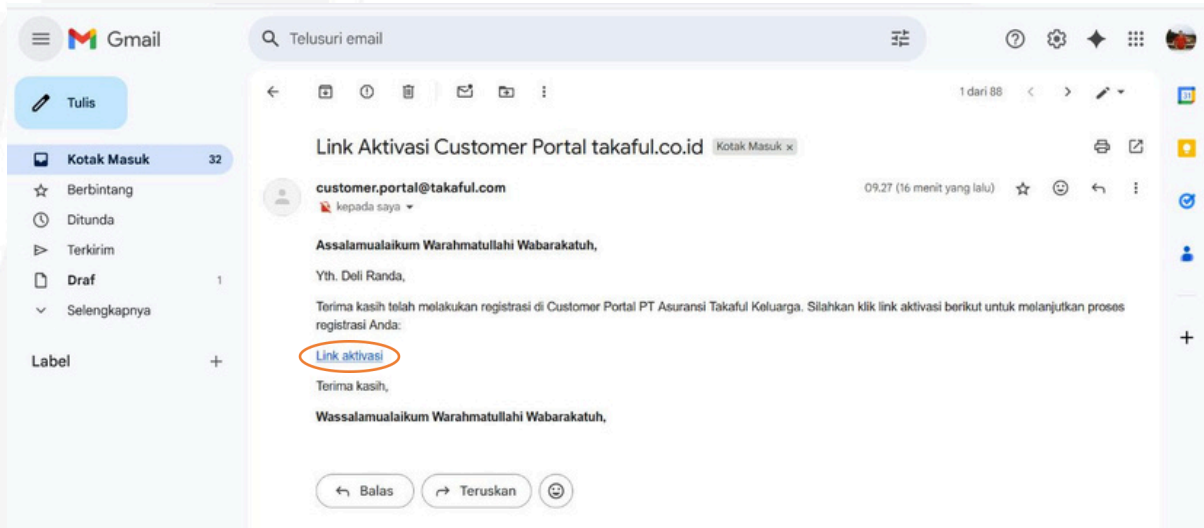 Gmail
Telusuri email
Tulis
1 dari 88
31
Kotak Masuk 32
Berbintang
Ditunda
Terkirim
Draf 1
Selengkapnya
Label
Link Aktivasi Customer Portal takaful.co.id Kotak Masuk x
customer.portal@takaful.com 09.27 (16 menit yang lalu)
kepada saya
Assalamualaikum Warahmatullahi Wabarakatuh,
Yth. Deli Randa,
Terima kasih telah melakukan registrasi di Customer Portal PT Asuransi Takaful Keluarga. Silahkan klik link aktivasi berikut untuk melanjutkan proses
registrasi Anda:
Link aktivasi
Terima kasih,
Wassalamualaikum Warahmatullahi Wabarakatuh,
Balas Teruskan